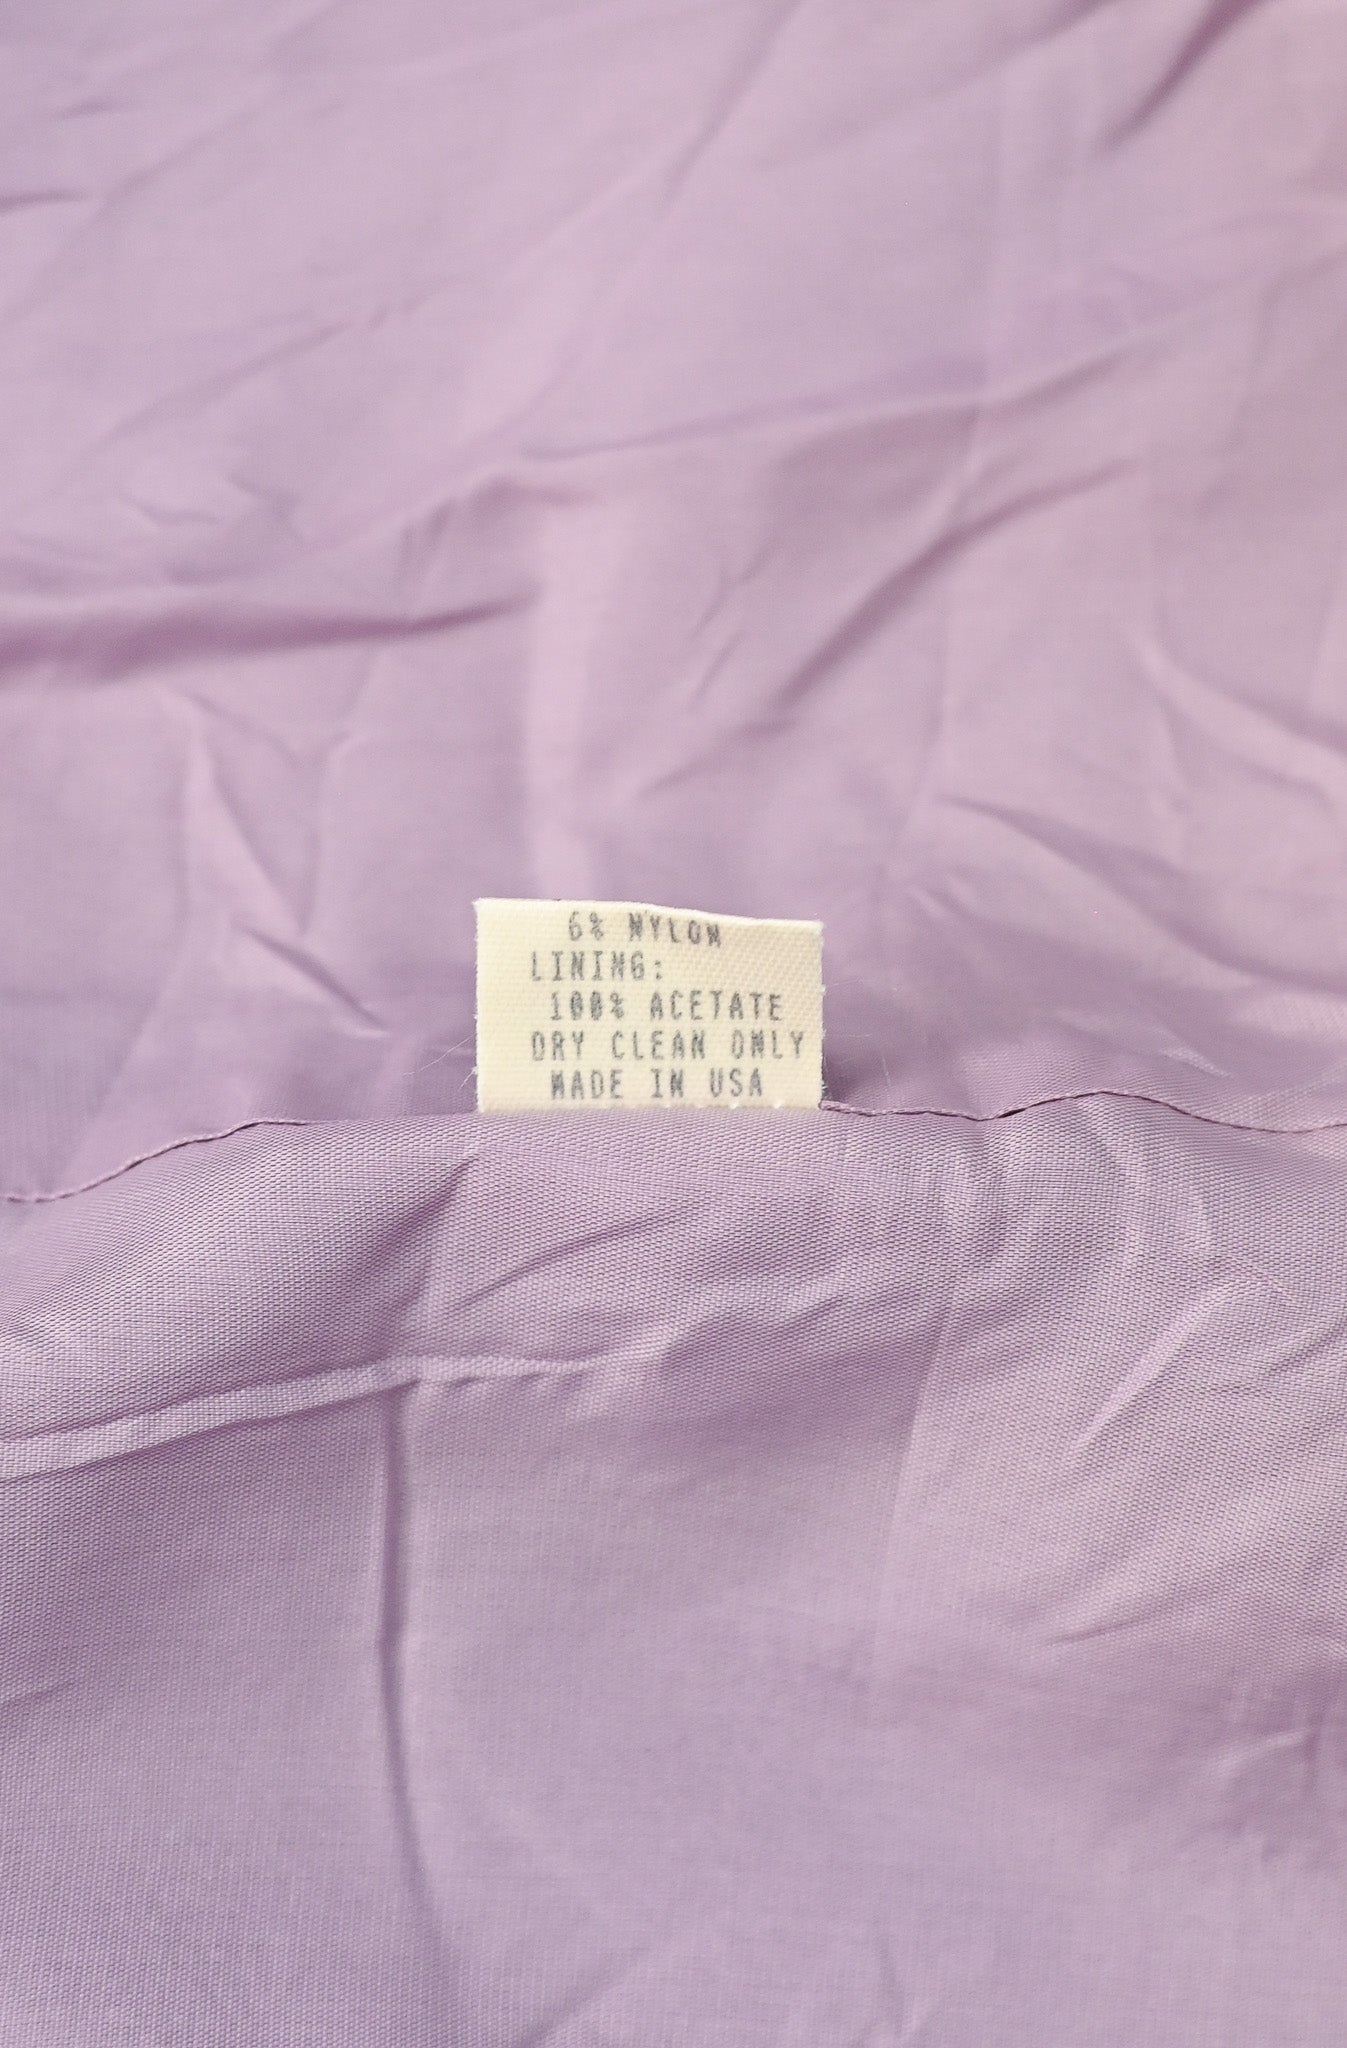 6% NYLON
LINING:
100% ACETATE
DRY CLEAN ONLY
MADE IN USA